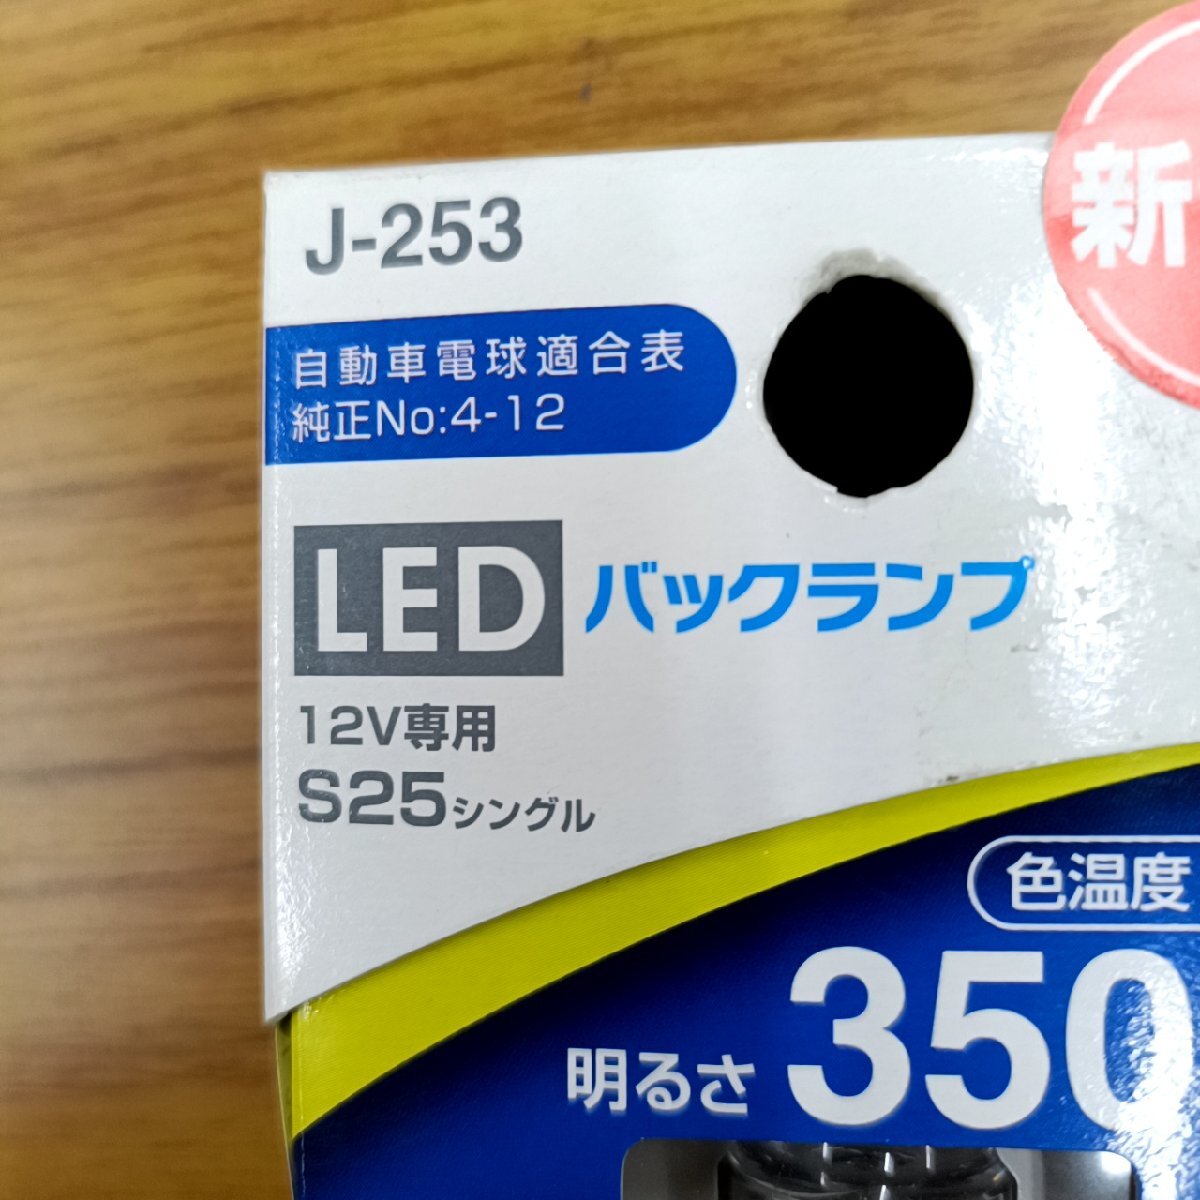 J-253
新
自動車電球適合表
純正No:4-12
LED バックランプ
12V専用
S25シングル
色温度
明るさ 350